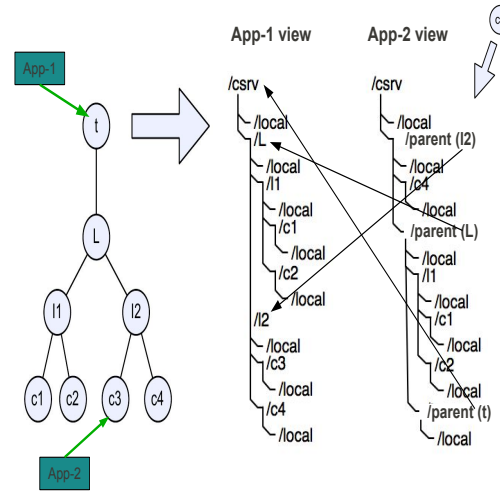 App-1
t
L
l1
l2
c1
c2
c3
c4
App-2
App-1 view
/csrv
/local
/L
/local
/l1
/local
/c1
/local
/c2
/local
/l2
/local
/c3
/local
/c4
/local
App-2 view
/csrv
/local
/parent (l2)
/local
/c4
/local
/parent (L)
/local
/l1
/local
/c1
/local
/c2
/local
/parent (t)
/local